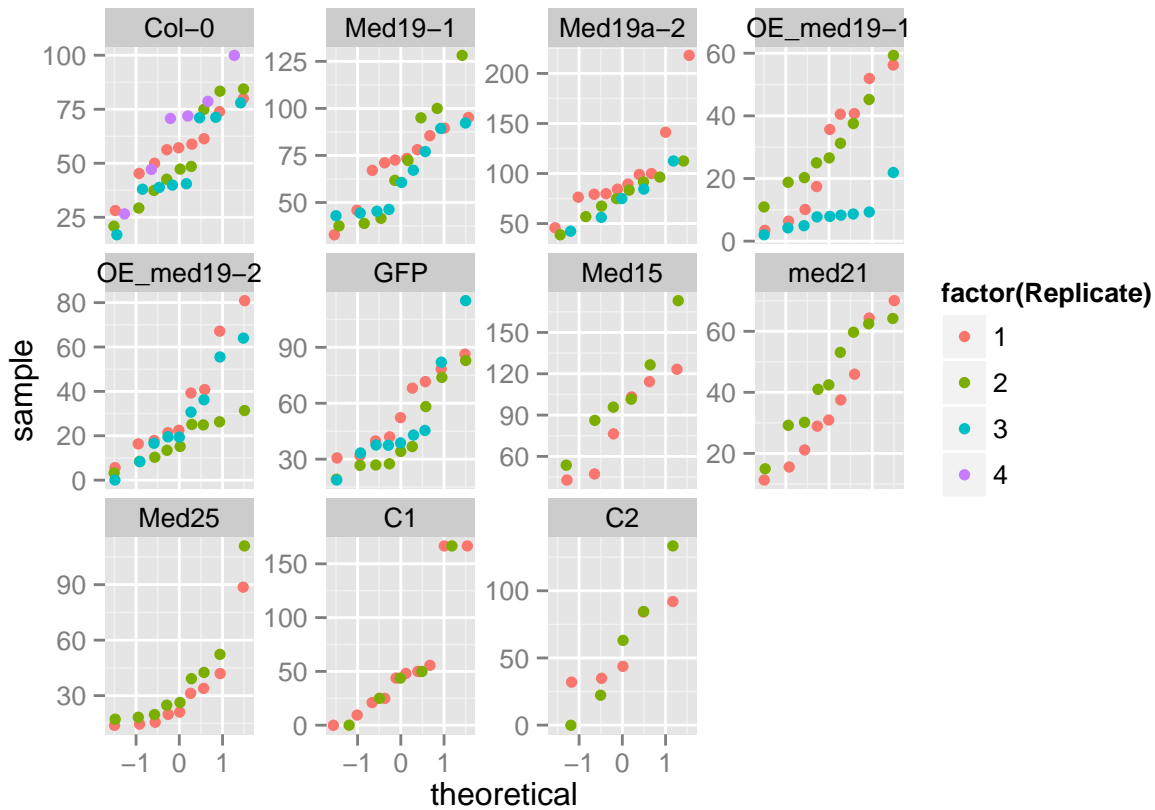 Col−0 Med19−1 Med19a−2 OE_med19−1
100 75 50 25
125 100 75 50
200 150 100 50
60 40 20 0
OE_med19−2 GFP Med15 med21
80 60 40 20 0
90 60 30
150 120 90 60
60 40 20
Med25 C1 C2
90 60 30
150 100 50 0
100 50 0
−1 0 1 −1 0 1 −1 0 1 −1 0 1
theoretical
sample
factor(Replicate)
1
2
3
4